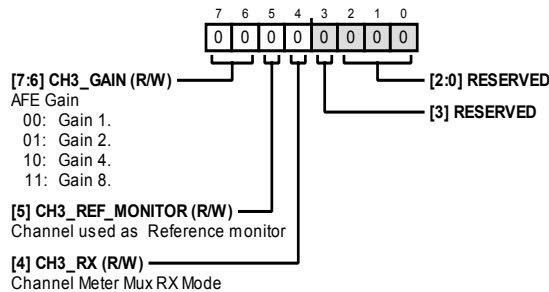 7 6 5 4 3 2 1 0
0 0 0 0 0 0 0 0
[7:6] CH3_GAIN (R/W)
AFE Gain
00: Gain 1.
01: Gain 2.
10: Gain 4.
11: Gain 8.
[5] CH3_REF_MONITOR (R/W)
Channel used as Reference monitor
[4] CH3_RX (R/W)
Channel Meter Mux RX Mode
[2:0] RESERVED
[3] RESERVED